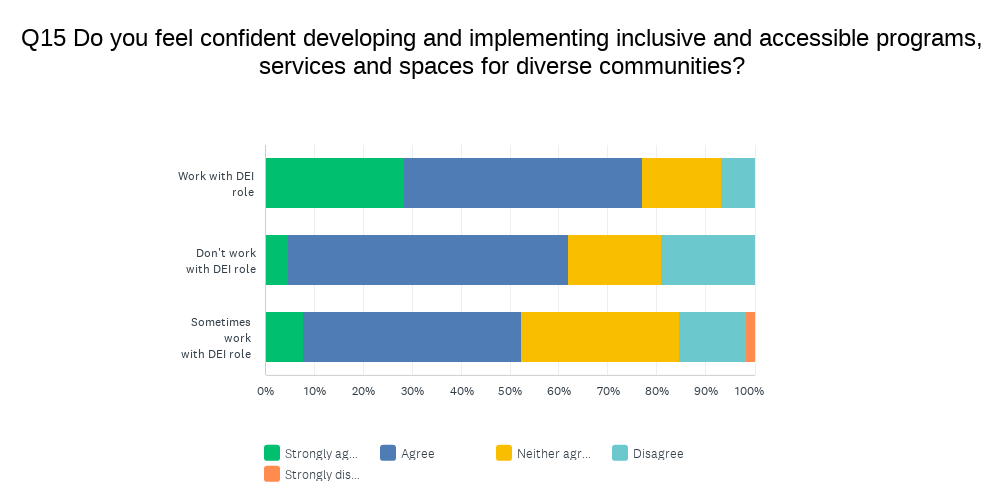 Q15 Do you feel confident developing and implementing inclusive and accessible programs,
services and spaces for diverse communities?
Work with DEI
role
Don't work
with DEI role
Sometimes
work
with DEI role
0% 10% 20% 30% 40% 50% 60% 70% 80% 90% 100%
Strongly ag... Agree Neither agr... Disagree
Strongly dis...